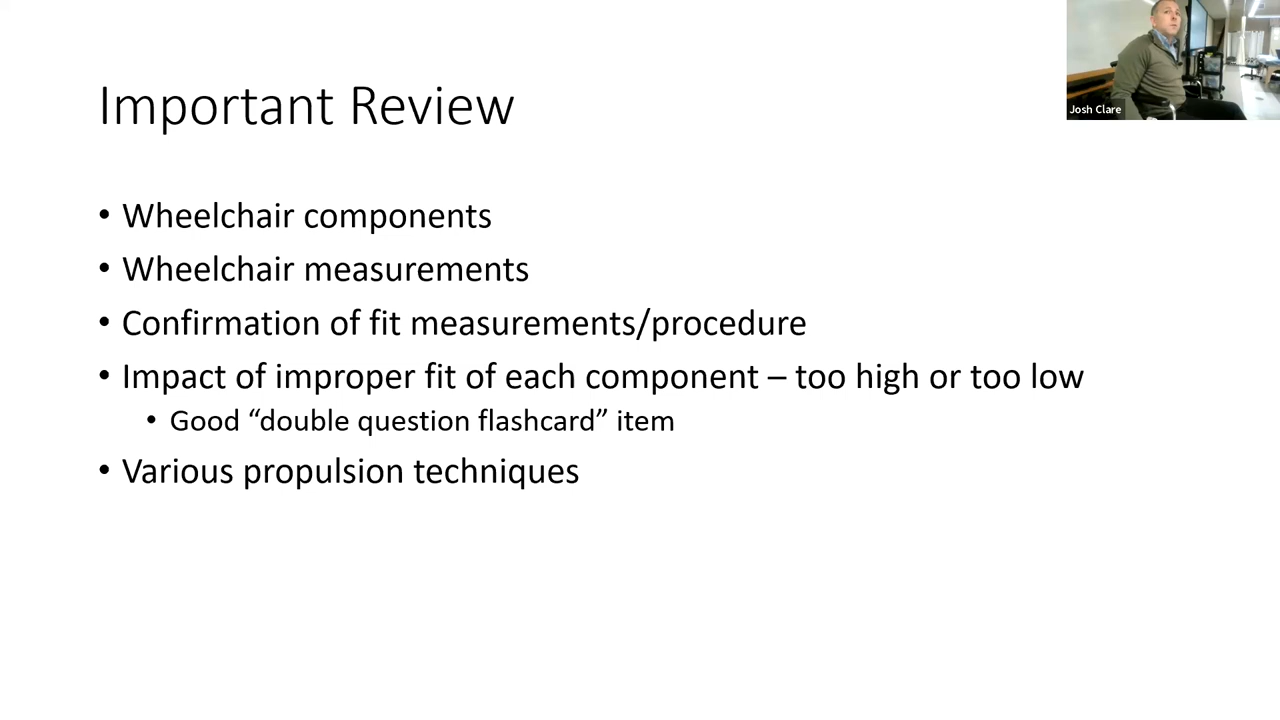 Important Review
• Wheelchair components
• Wheelchair measurements
• Confirmation of fit measurements/procedure
• Impact of improper fit of each component – too high or too low
• Good “double question flashcard” item
• Various propulsion techniques
Josh Clare